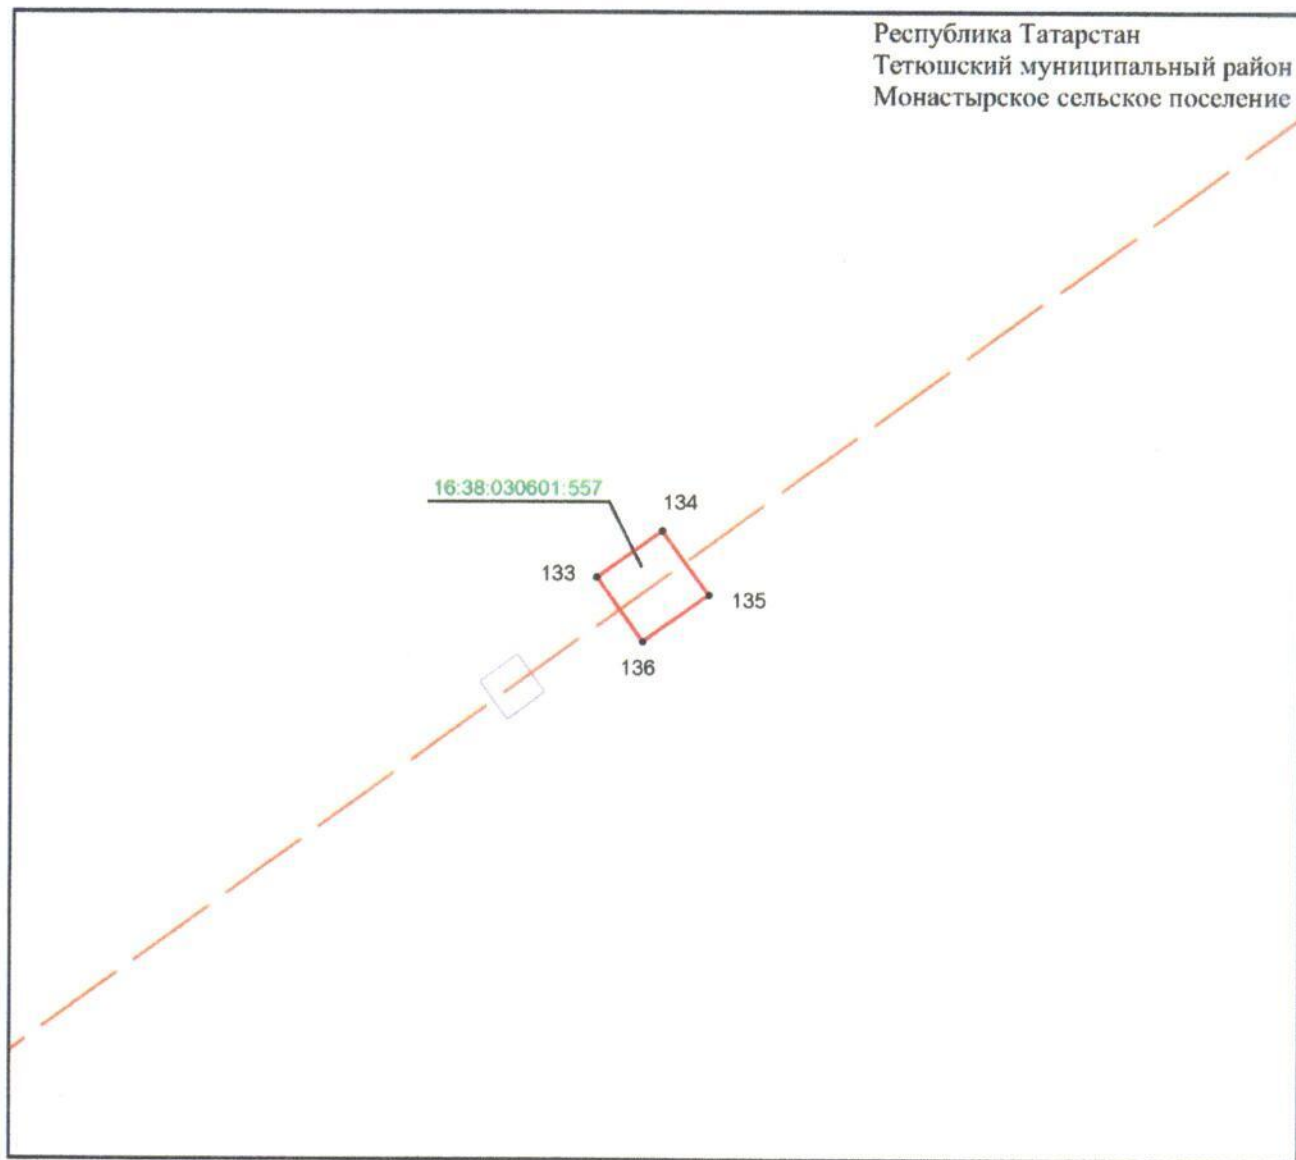 Республика Татарстан
Тетюшский муниципальный район
Монастырское сельское поселение
16:38:030601:557
134
133
135
136